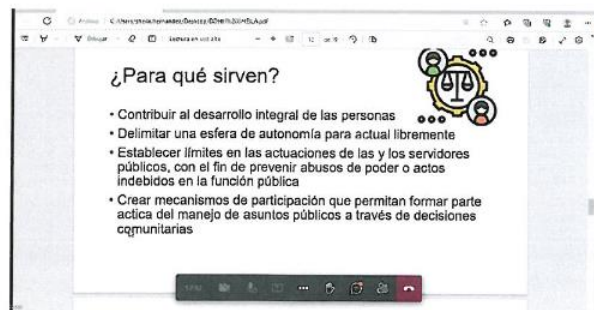 ¿Para qué sirven?
• Contribuir al desarrollo integral de las personas
• Delimitar una esfera de autonomía para actual libremente
• Establecer límites en las actuaciones de las y los servidores
públicos, con el fin de prevenir abusos de poder o actos
indebidos en la función pública
• Crear mecanismos de participación que permitan formar parte
actica del manejo de asuntos públicos a través de decisiones
comunitarias